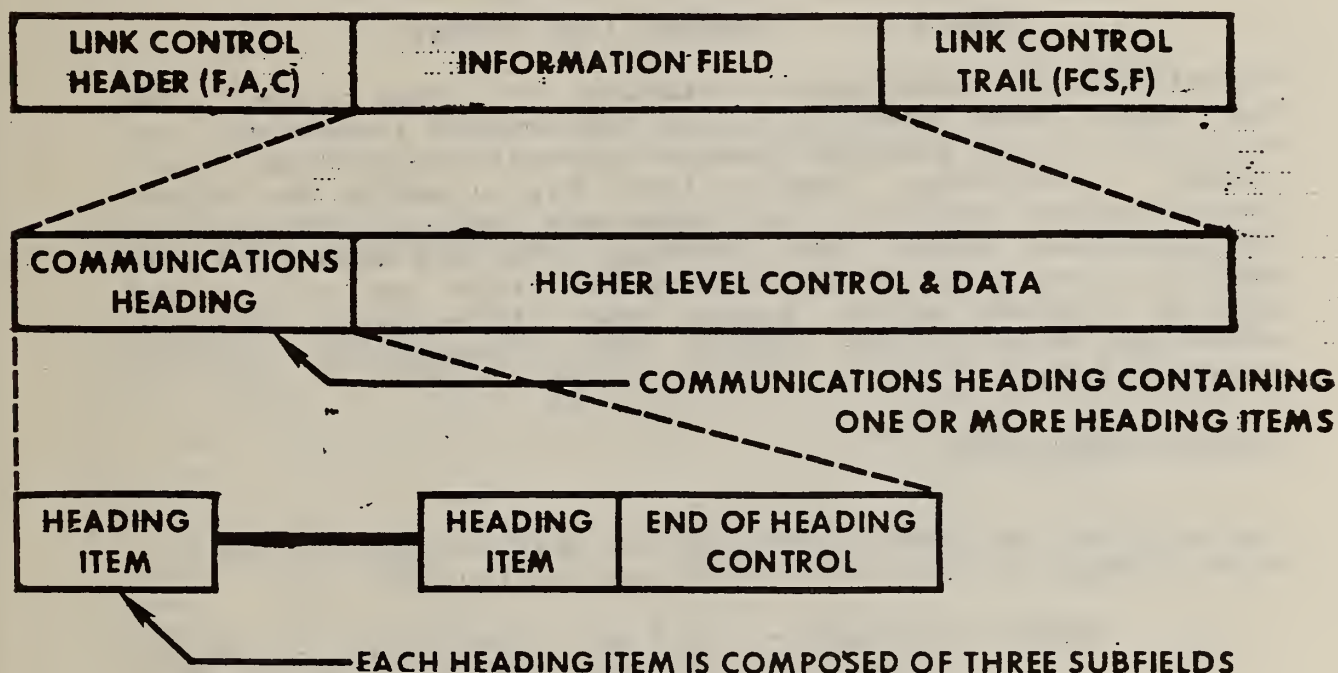 LINK CONTROL
HEADER (F,A,C)
INFORMATION FIELD
LINK CONTROL
TRAIL (FCS,F)
COMMUNICATIONS
HEADING
HIGHER LEVEL CONTROL & DATA
COMMUNICATIONS HEADING CONTAINING
ONE OR MORE HEADING ITEMS
HEADING
ITEM
HEADING
ITEM
END OF HEADING
CONTROL
EACH HEADING ITEM IS COMPOSED OF THREE SUBFIELDS